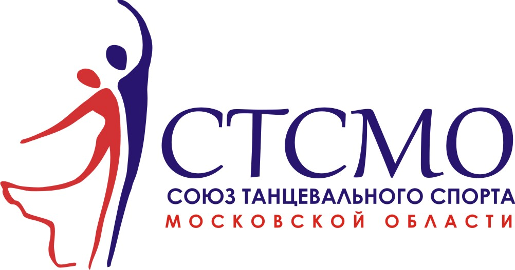 СТСМО
СОЮЗ ТАНЦЕВАЛЬНОГО СПОРТА
МОСКОВСКОЙ ОБЛАСТИ